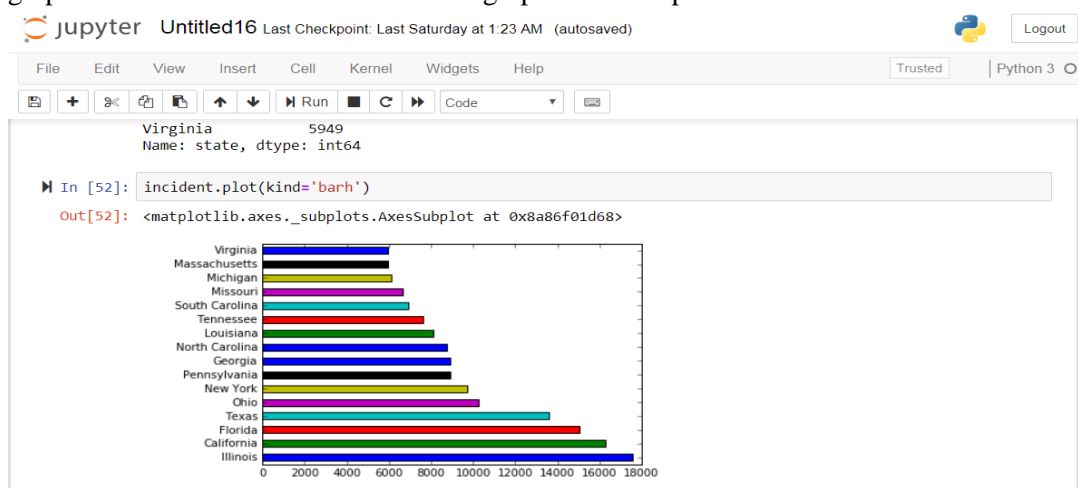 jupyter Untitled16 Last Checkpoint: Last Saturday at 1:23 AM (autosaved)
Logout
File Edit View Insert Cell Kernel Widgets Help
Trusted Python 3
Run Code
Virginia 5949
Name: state, dtype: int64
In [52]: incident.plot(kind='barh')
Out[52]: <matplotlib.axes._subplots.AxesSubplot at 0x8a86f01d68>
Virginia
Massachusetts
Michigan
Missouri
South Carolina
Tennessee
Louisiana
North Carolina
Georgia
Pennsylvania
New York
Ohio
Texas
Florida
California
Illinois
0 2000 4000 6000 8000 10000 12000 14000 16000 18000